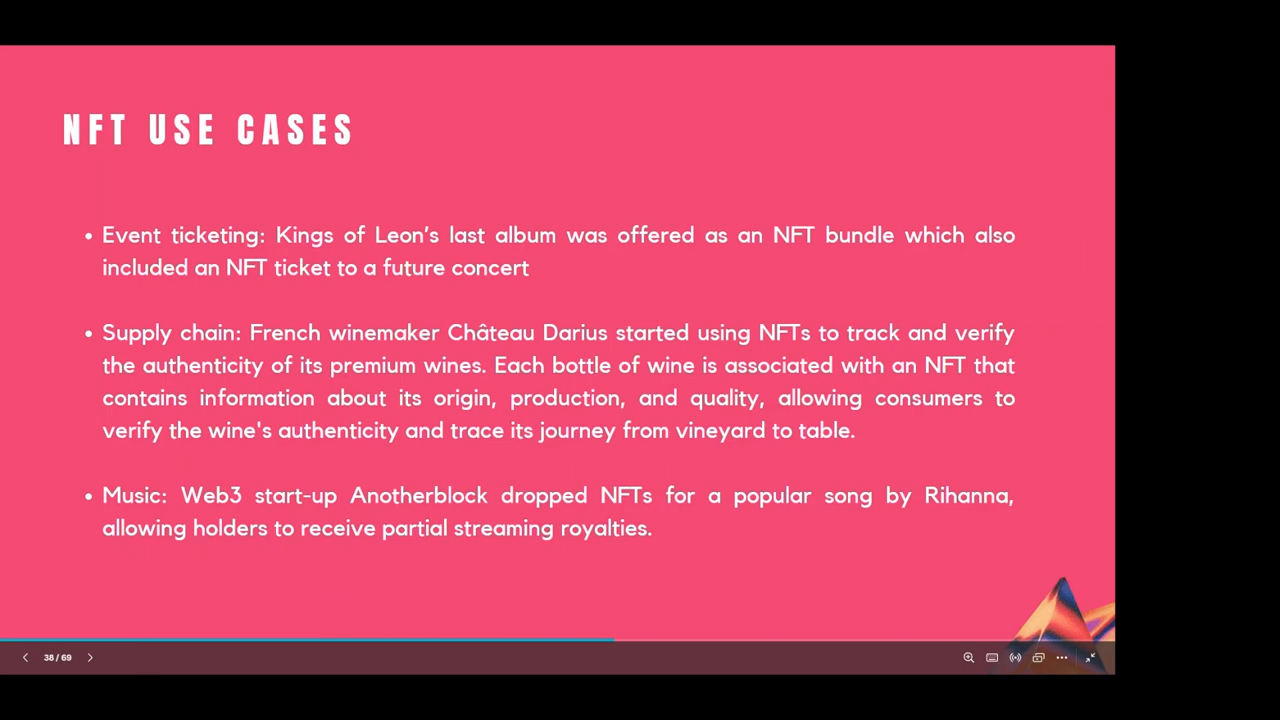 NFT USE CASES
• Event ticketing: Kings of Leon's last album was offered as an NFT bundle which also
included an NFT ticket to a future concert
• Supply chain: French winemaker Château Darius started using NFTs to track and verify
the authenticity of its premium wines. Each bottle of wine is associated with an NFT that
contains information about its origin, production, and quality, allowing consumers to
verify the wine's authenticity and trace its journey from vineyard to table.
• Music: Web3 start-up Anotherblock dropped NFTs for a popular song by Rihanna,
allowing holders to receive partial streaming royalties.
38 / 69